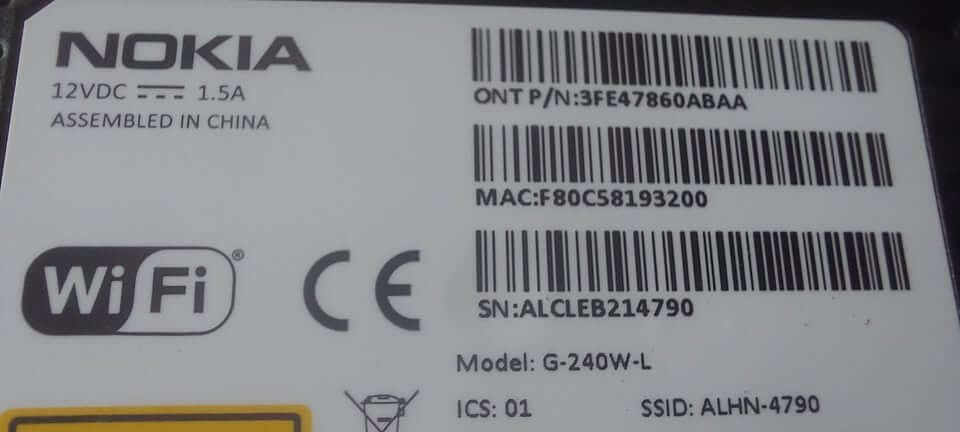 NOKIA
12VDC 1.5A
ASSEMBLED IN CHINA
ONT P/N:3FE47860ABAA
MAC:F80C58193200
SN:ALCLEB214790
WiFi®
CE
Model: G-240W-L
ICS: 01 SSID: ALHN-4790